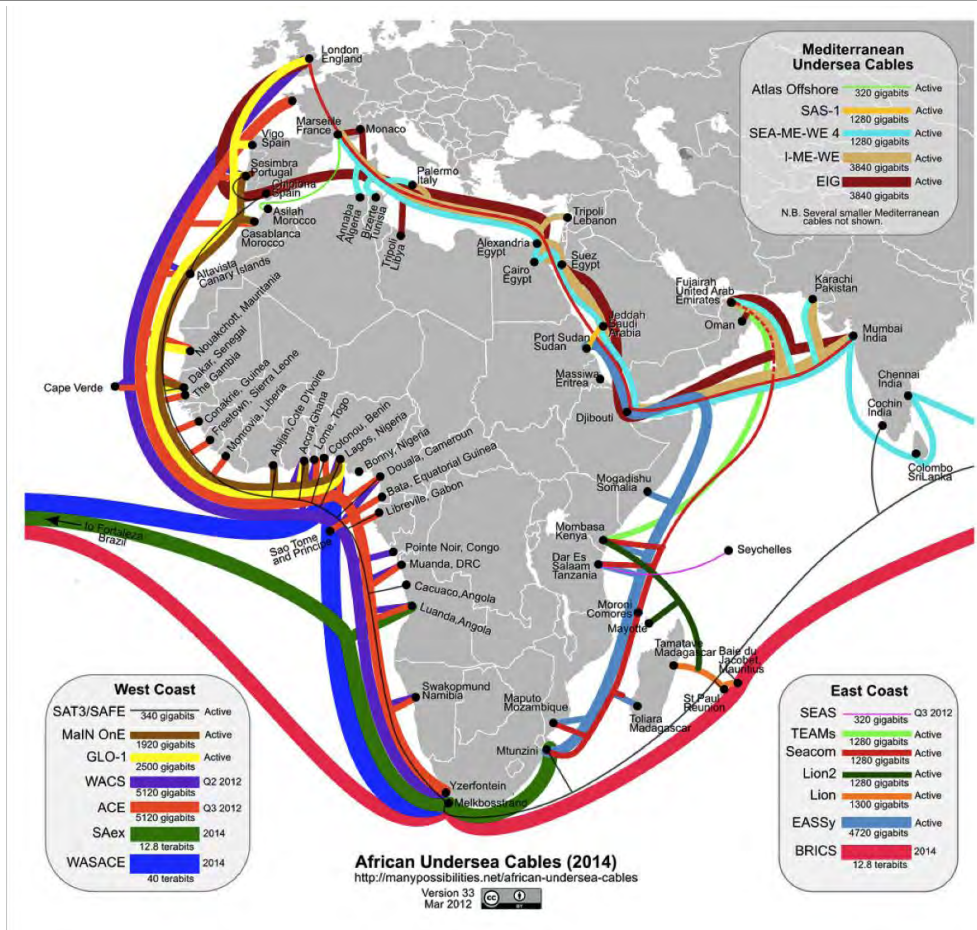 London
England
Marseille
France
Monaco
Vigo
Spain
Sesimbra
Portugal
Chipiona
Spain
Asilah
Morocco
Casablanca
Morocco
Annaba
Algeria
Bizerte
Tunisia
Palermo
Italy
Tripoli
Libya
Tripoli
Lebanon
Alexandria
Egypt
Cairo
Egypt
Suez
Egypt
Altavista
Canary Islands
Jeddah
Saudi
Arabia
Port Sudan
Sudan
Massiwa
Eritrea
Djibouti
Fujairah
United Arab
Emirates
Oman
Karachi
Pakistan
Mumbai
India
Chennai
India
Cochin
India
Colombo
SriLanka
Nouakchott, Mauritania
Dakar, Senegal
The Gambia
Cape Verde
Conakrie, Guinea
Freetown, Sierra Leone
Monrovia, Liberia
Abijan,Cote D'Ivoire
Accra,Ghana
Lome, Togo
Cotonou, Benin
Lagos, Nigeria
Bonny, Nigeria
Douala, Cameroun
Bata, Equatorial Guinea
Libreville, Gabon
Sao Tome
and Principe
to Fortaleza
Brazil
Pointe Noir, Congo
Muanda, DRC
Cacuaco,Angola
Luanda,Angola
Swakopmund
Namibia
Yzerfontein
Melkbosstrand
Mogadishu
Somalia
Mombasa
Kenya
Dar Es
Salaam
Tanzania
Seychelles
Moroni
Comores
Mayotte
Tamatave
Madagascar
Baie du
Jacobet,
Mauritius
St Paul
Reunion
Toliara
Madagascar
Maputo
Mozambique
Mtunzini
Mediterranean
Undersea Cables
Atlas Offshore 320 gigabits Active
SAS-1 1280 gigabits Active
SEA-ME-WE 4 1280 gigabits Active
I-ME-WE 3840 gigabits Active
EIG 3840 gigabits Active
N.B. Several smaller Mediterranean
cables not shown.
West Coast
SAT3/SAFE 340 gigabits Active
MaIN OnE 1920 gigabits Active
GLO-1 2500 gigabits Active
WACS 5120 gigabits Q2 2012
ACE 5120 gigabits Q3 2012
SAex 12.8 terabits 2014
WASACE 40 terabits 2014
East Coast
SEAS 320 gigabits Q3 2012
TEAMs 1280 gigabits Active
Seacom 1280 gigabits Active
Lion2 1280 gigabits Active
Lion 1300 gigabits Active
EASSy 4720 gigabits Active
BRICS 12.8 terabits 2014
African Undersea Cables (2014)
http://manypossibilities.net/african-undersea-cables
Version 33
Mar 2012
cc
BY